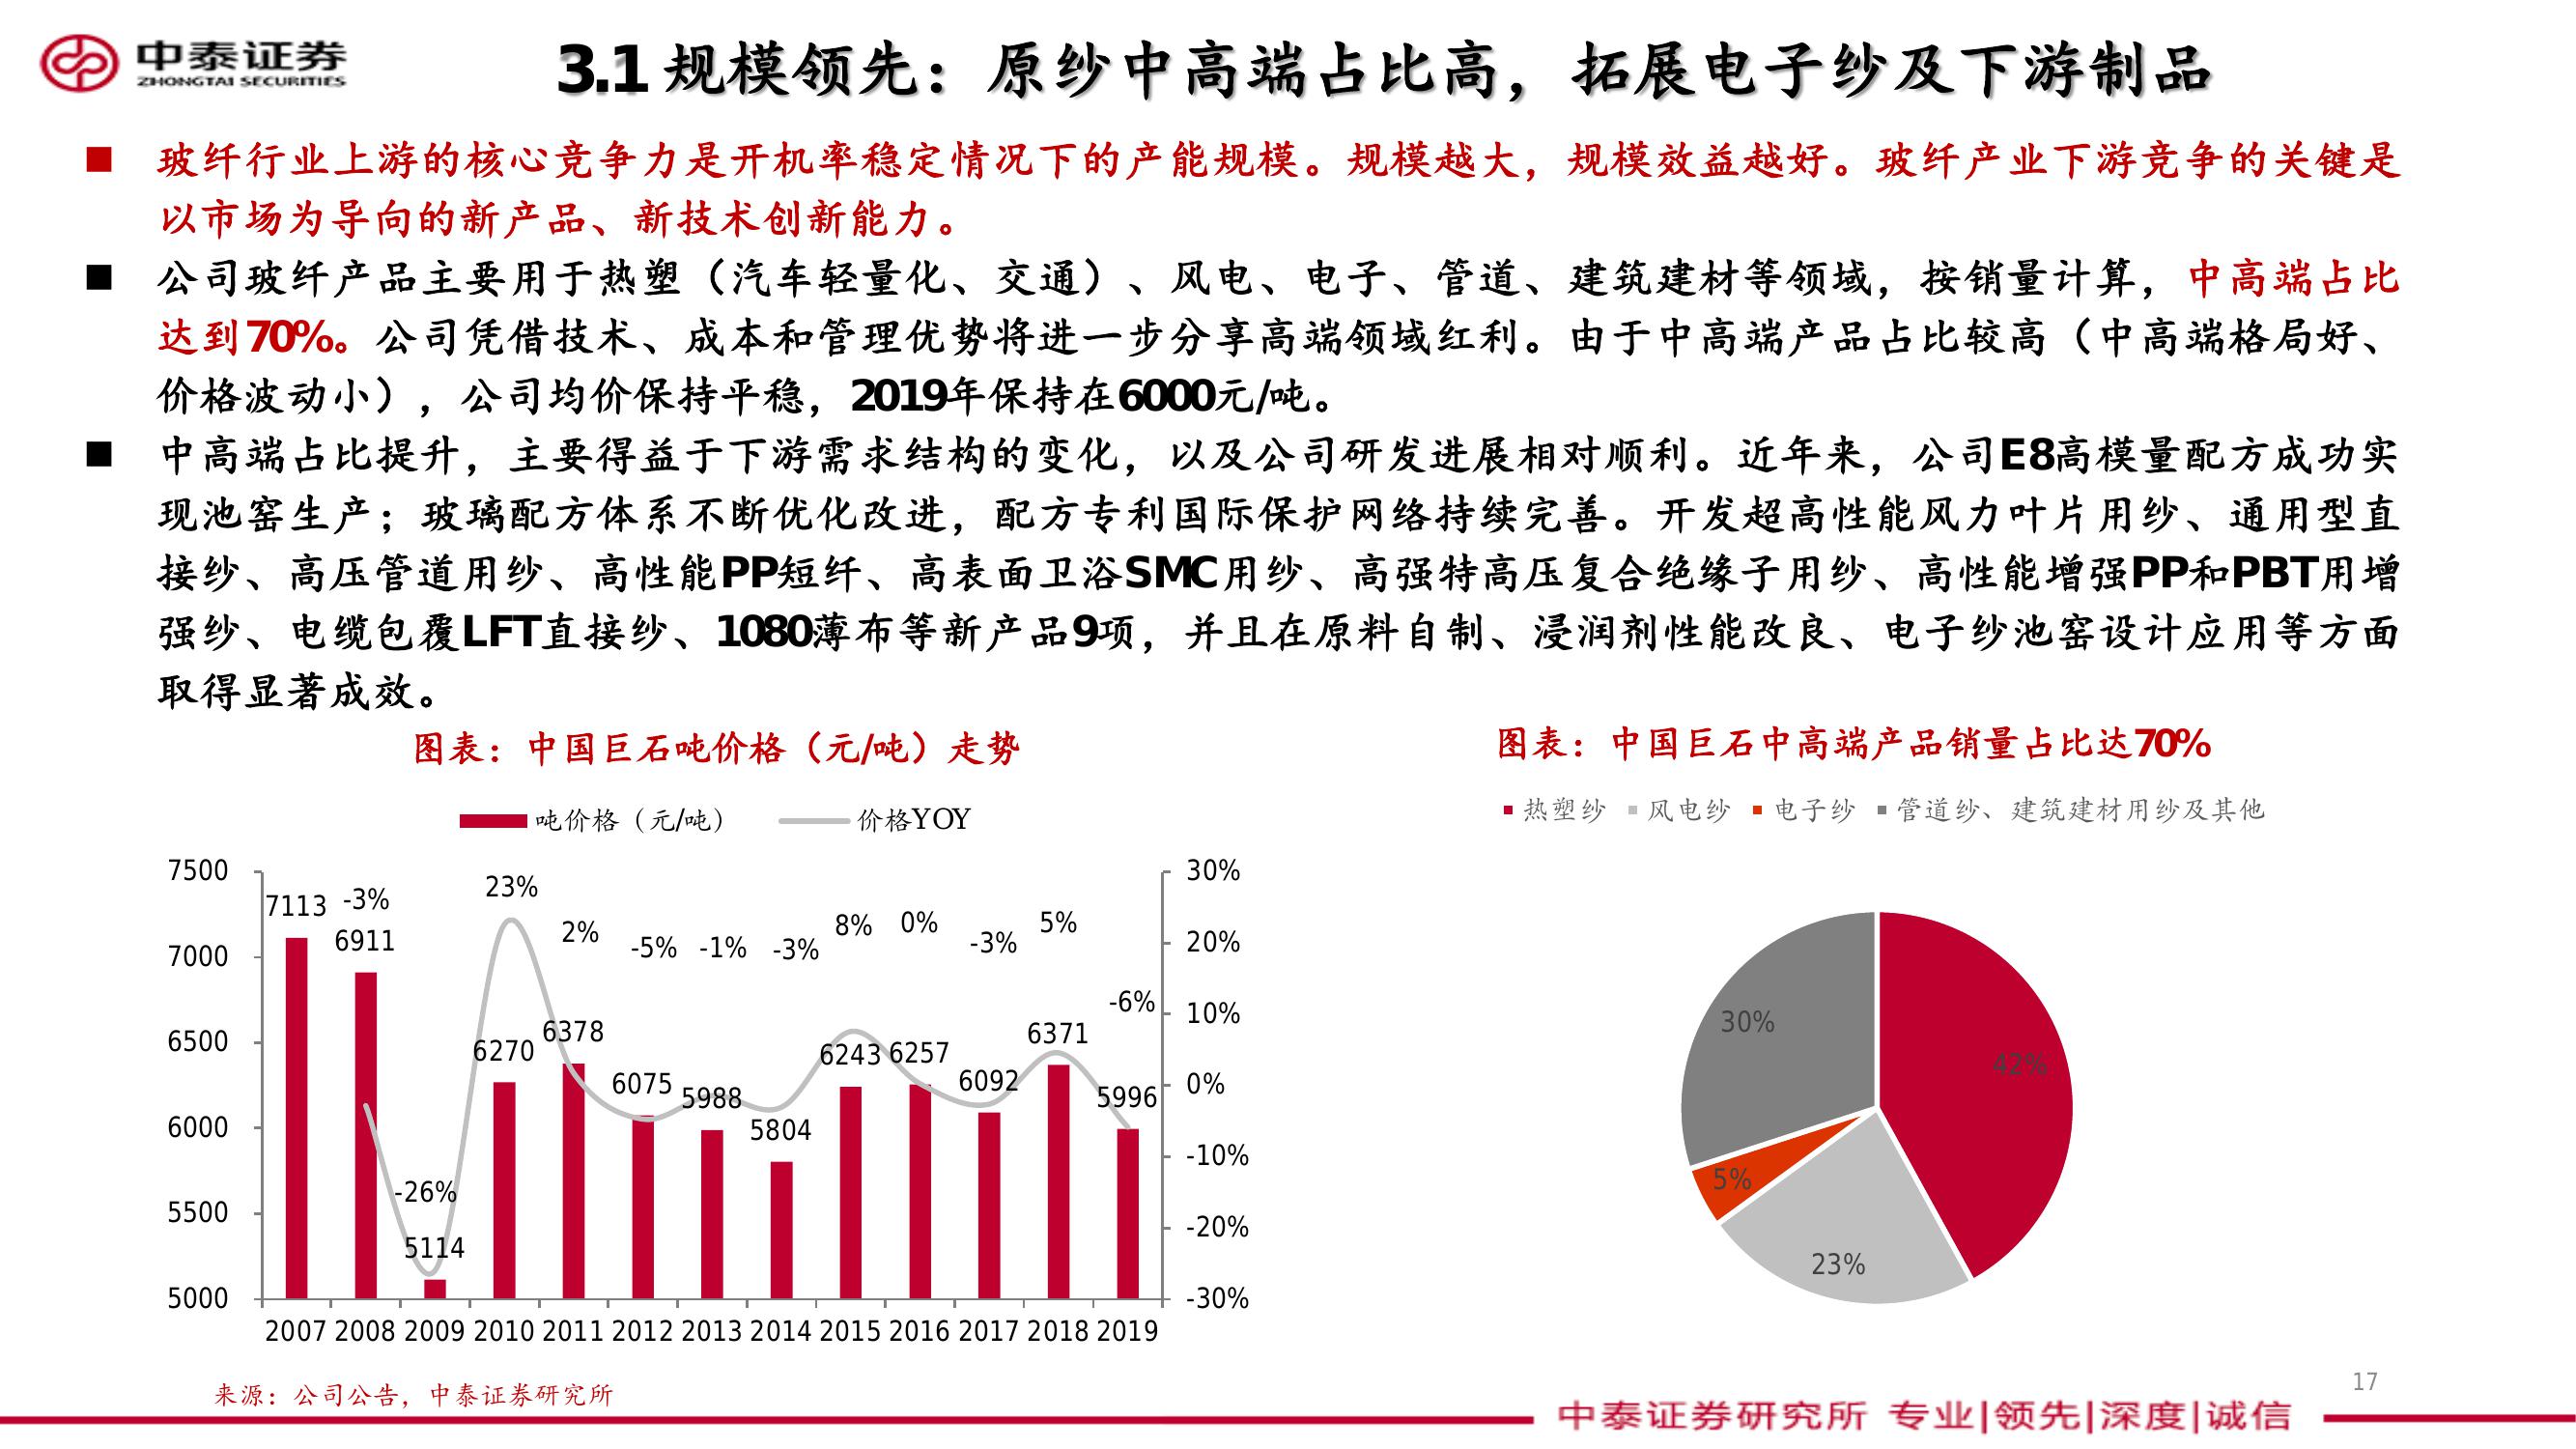 中泰证券
ZHONGTAI SECURITIES
3.1 规模领先：原纱中高端占比高，拓展电子纱及下游制品
■ 玻纤行业上游的核心竞争力是开机率稳定情况下的产能规模。规模越大，规模效益越好。玻纤产业下游竞争的关键是
以市场为导向的新产品、新技术创新能力。
■ 公司玻纤产品主要用于热塑（汽车轻量化、交通）、风电、电子、管道、建筑建材等领域，按销量计算，中高端占比
达到70%。公司凭借技术、成本和管理优势将进一步分享高端领域红利。由于中高端产品占比较高（中高端格局好、
价格波动小），公司均价保持平稳，2019年保持在6000元/吨。
■ 中高端占比提升，主要得益于下游需求结构的变化，以及公司研发进展相对顺利。近年来，公司E8高模量配方成功实
现池窑生产；玻璃配方体系不断优化改进，配方专利国际保护网络持续完善。开发超高性能风力叶片用纱、通用型直
接纱、高压管道用纱、高性能PP短纤、高表面卫浴SMC用纱、高强特高压复合绝缘子用纱、高性能增强PP和PBT用增
强纱、电缆包覆LFT直接纱、1080薄布等新产品9项，并且在原料自制、浸润剂性能改良、电子纱池窑设计应用等方面
取得显著成效。
图表：中国巨石吨价格（元/吨）走势
吨价格（元/吨） 价格YOY
7500
7000
6500
6000
5500
5000
7113 6911 5114 6270 6378 6075 5988 5804 6243 6257 6092 6371 5996
-3% -26% 23% 2% -5% -1% -3% 8% 0% -3% 5% -6%
30%
20%
10%
0%
-10%
-20%
-30%
2007 2008 2009 2010 2011 2012 2013 2014 2015 2016 2017 2018 2019
图表：中国巨石中高端产品销量占比达70%
热塑纱 风电纱 电子纱 管道纱、建筑建材用纱及其他
30%
42%
5%
23%
来源：公司公告，中泰证券研究所
17
中泰证券研究所 专业|领先|深度|诚信